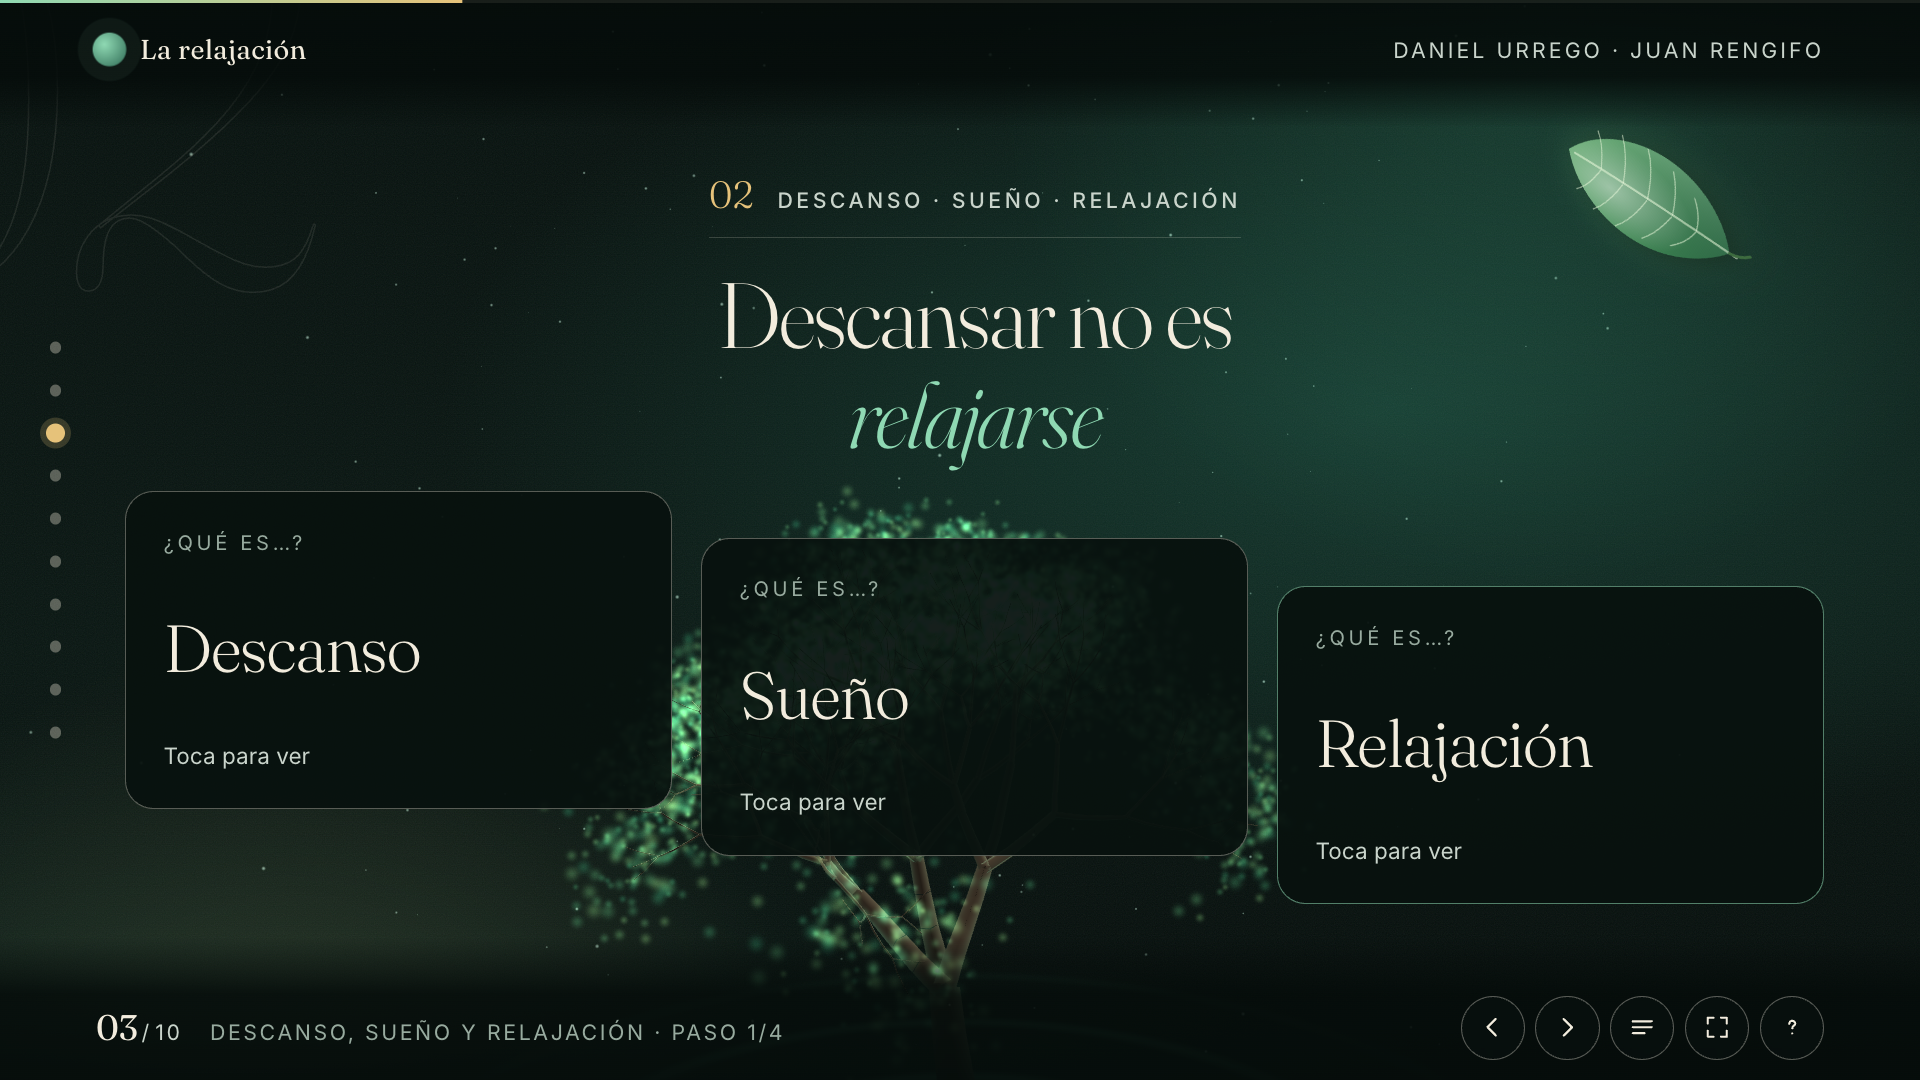 La relajación
DANIEL URREGO · JUAN RENGIFO
02 DESCANSO · SUEÑO · RELAJACIÓN
Descansar no es
relajarse
¿QUÉ ES...?
Descanso
Toca para ver
¿QUÉ ES...?
Sueño
Toca para ver
¿QUÉ ES...?
Relajación
Toca para ver
03 / 10 DESCANSO, SUEÑO Y RELAJACIÓN · PASO 1/4
?